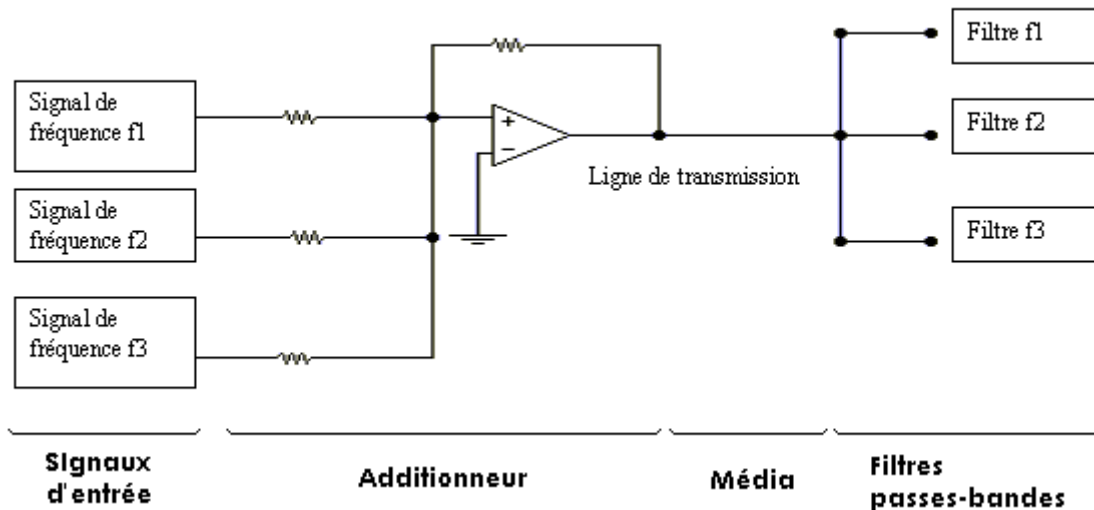 Signal de
fréquence f1
Signal de
fréquence f2
Signal de
fréquence f3
+
−
Ligne de transmission
Filtre f1
Filtre f2
Filtre f3
SIgnaux
d'entrée
Additionneur
Média
Filtres
passes-bandes